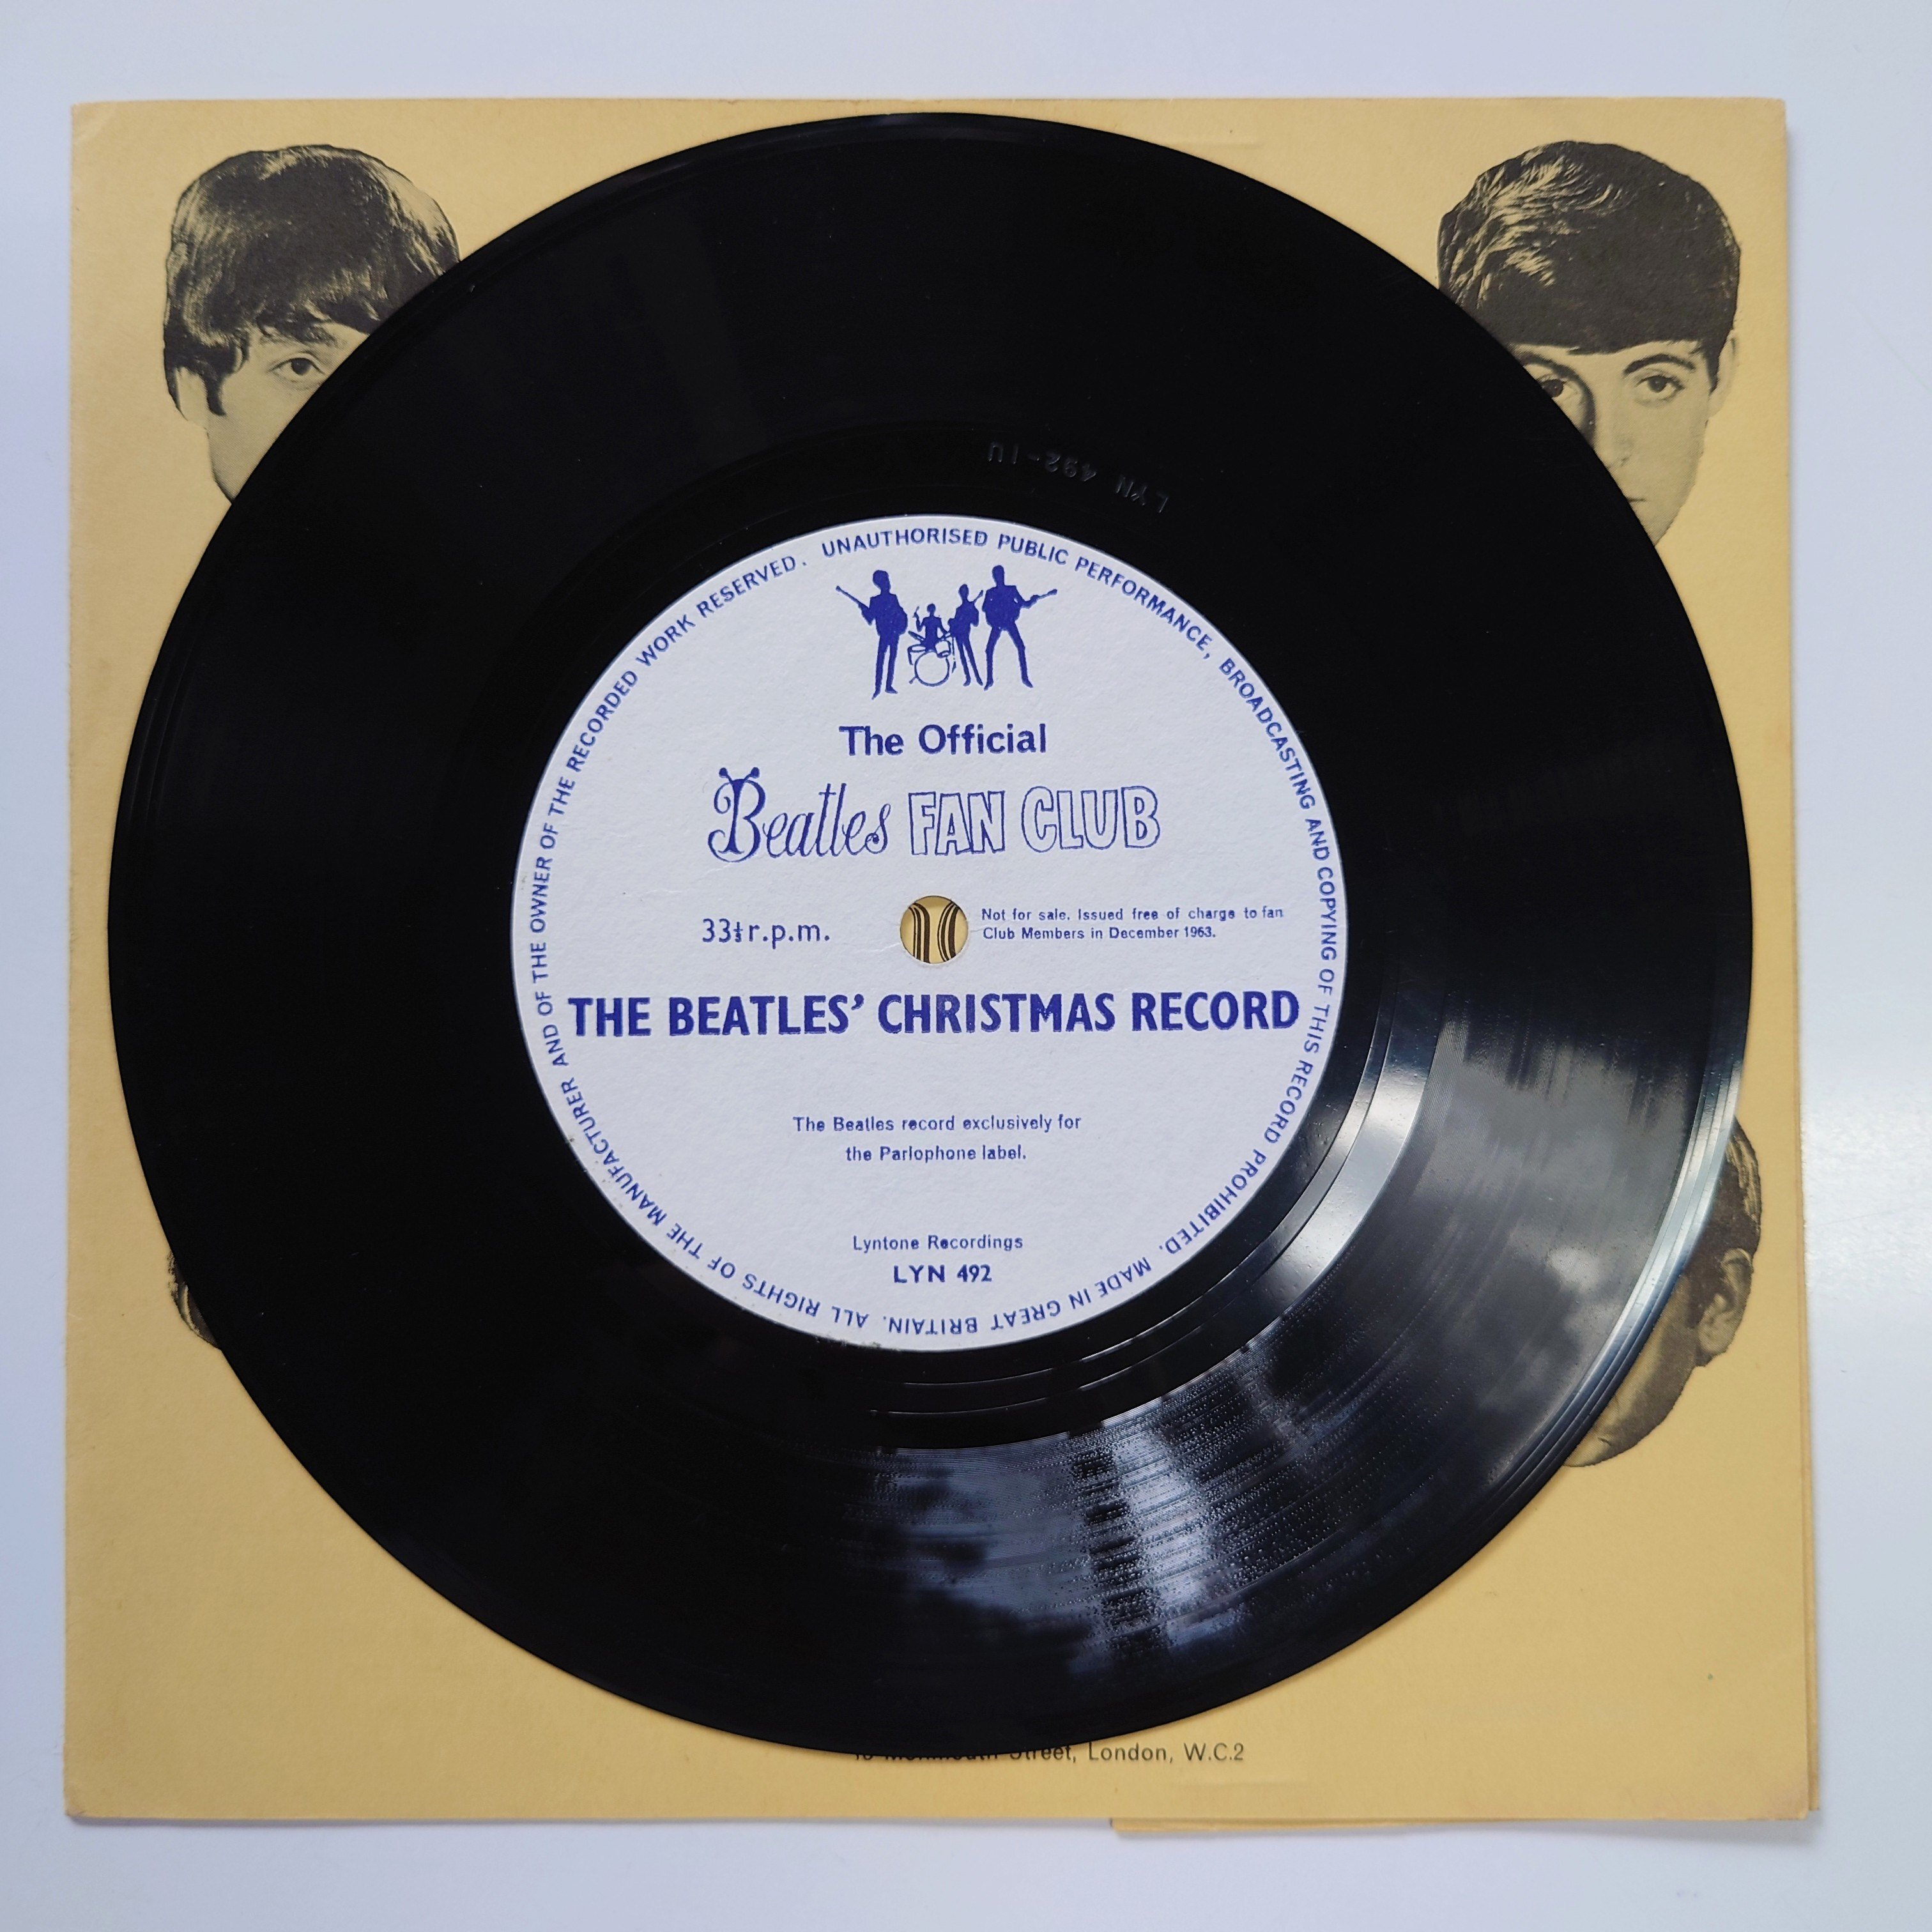 LYN 492-1U
UNAUTHORISED PUBLIC PERFORMANCE, BROADCASTING AND COPYING OF THIS RECORD PROHIBITED. MADE IN GREAT BRITAIN. ALL RIGHTS OF THE MANUFACTURER AND OF THE OWNER OF THE RECORDED WORK RESERVED.
The Official
Beatles FAN CLUB
33⅓ r.p.m.
Not for sale. Issued free of charge to fan
Club Members in December 1963.
THE BEATLES' CHRISTMAS RECORD
The Beatles record exclusively for
the Parlophone label.
Lyntone Recordings
LYN 492
Street, London, W.C.2